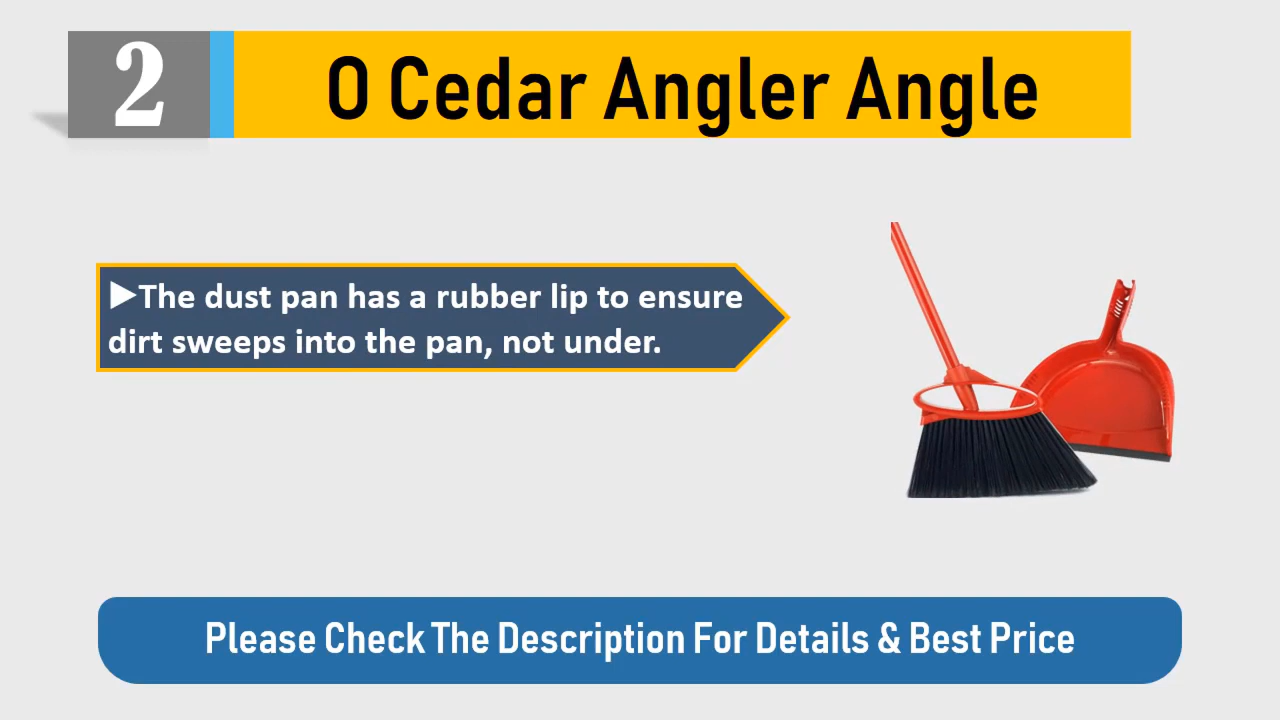 2
O Cedar Angler Angle
▶The dust pan has a rubber lip to ensure
dirt sweeps into the pan, not under.
Please Check The Description For Details & Best Price